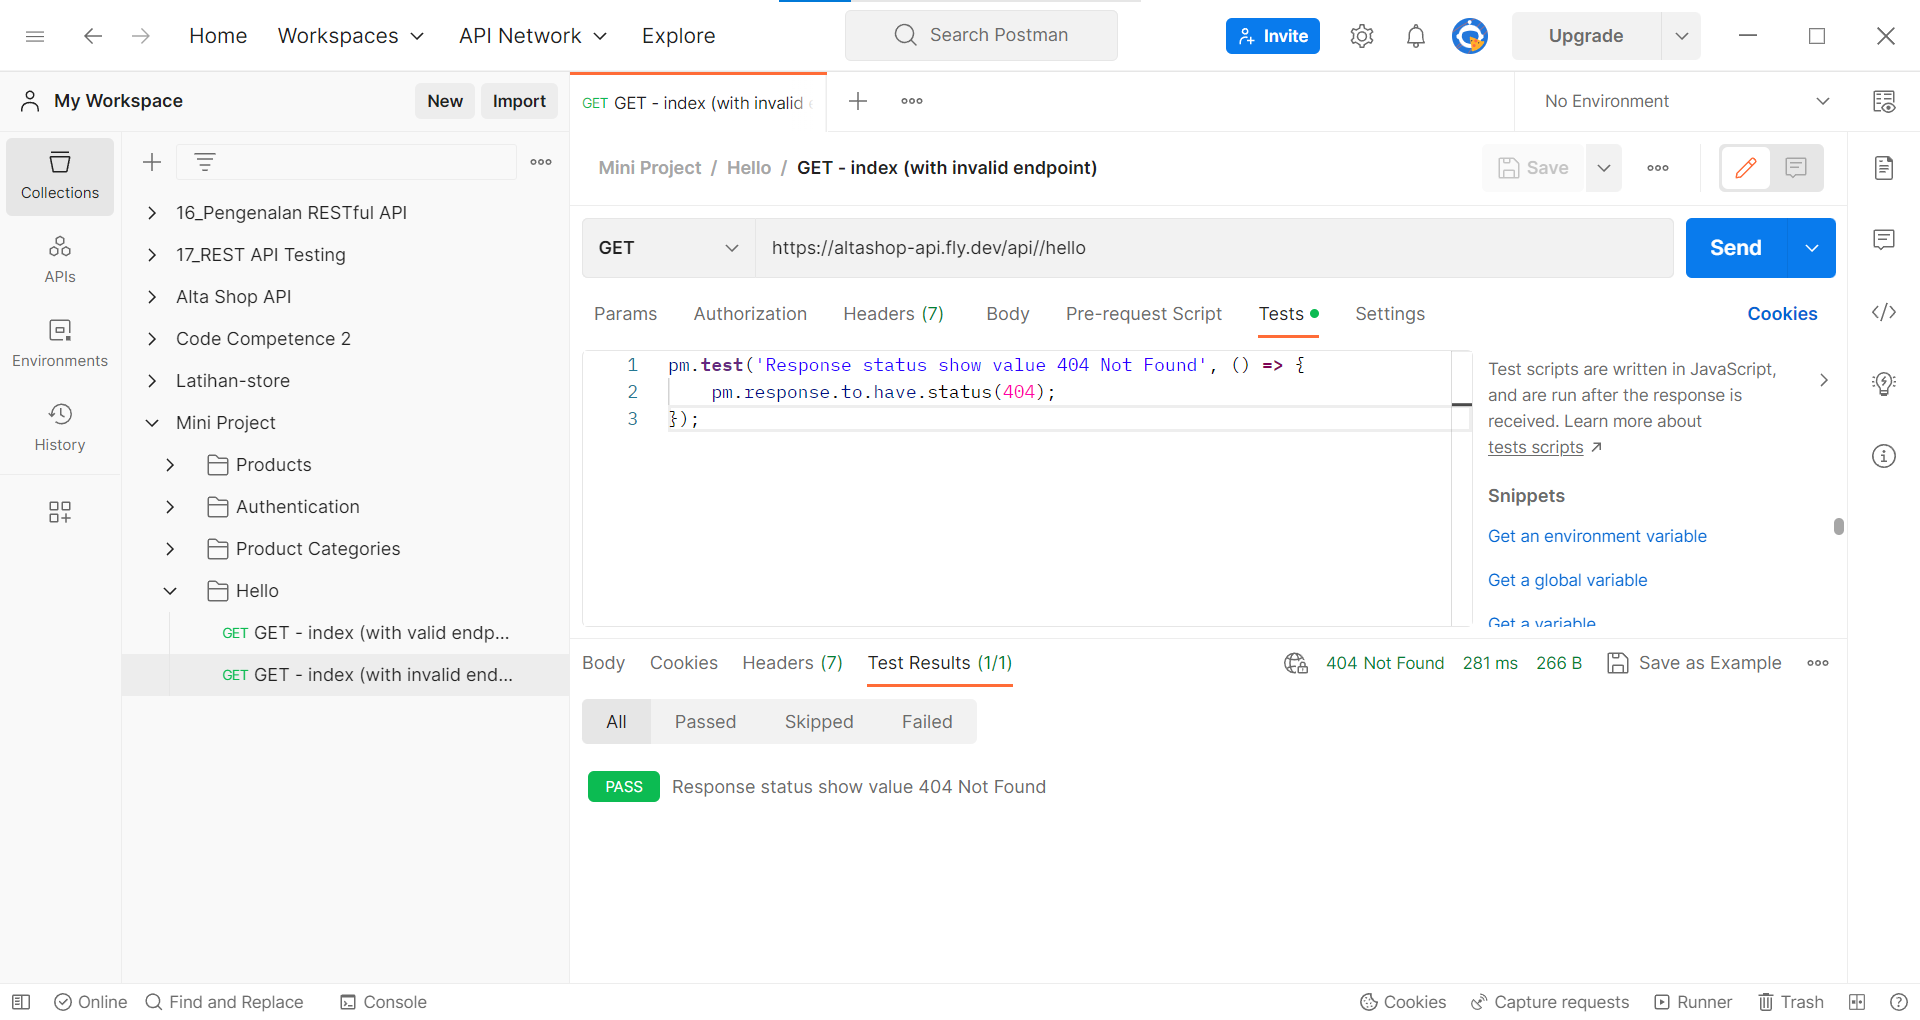 Home
Workspaces
API Network
Explore
Search Postman
Invite
Upgrade
My Workspace
New
Import
GET GET - index (with invalid
No Environment
Collections
APIs
Environments
History
16_Pengenalan RESTful API
17_REST API Testing
Alta Shop API
Code Competence 2
Latihan-store
Mini Project
Products
Authentication
Product Categories
Hello
GET GET - index (with valid endp...
GET GET - index (with invalid end...
Mini Project / Hello / GET - index (with invalid endpoint)
Save
GET
https://altashop-api.fly.dev/api//hello
Send
Params
Authorization
Headers (7)
Body
Pre-request Script
Tests
Settings
Cookies
1 pm.test('Response status show value 404 Not Found', () => {
2 pm.response.to.have.status(404);
3 });
Test scripts are written in JavaScript,
and are run after the response is
received. Learn more about
tests scripts
Snippets
Get an environment variable
Get a global variable
Get a variable
Body
Cookies
Headers (7)
Test Results (1/1)
404 Not Found
281 ms
266 B
Save as Example
All
Passed
Skipped
Failed
PASS
Response status show value 404 Not Found
Online
Find and Replace
Console
Cookies
Capture requests
Runner
Trash